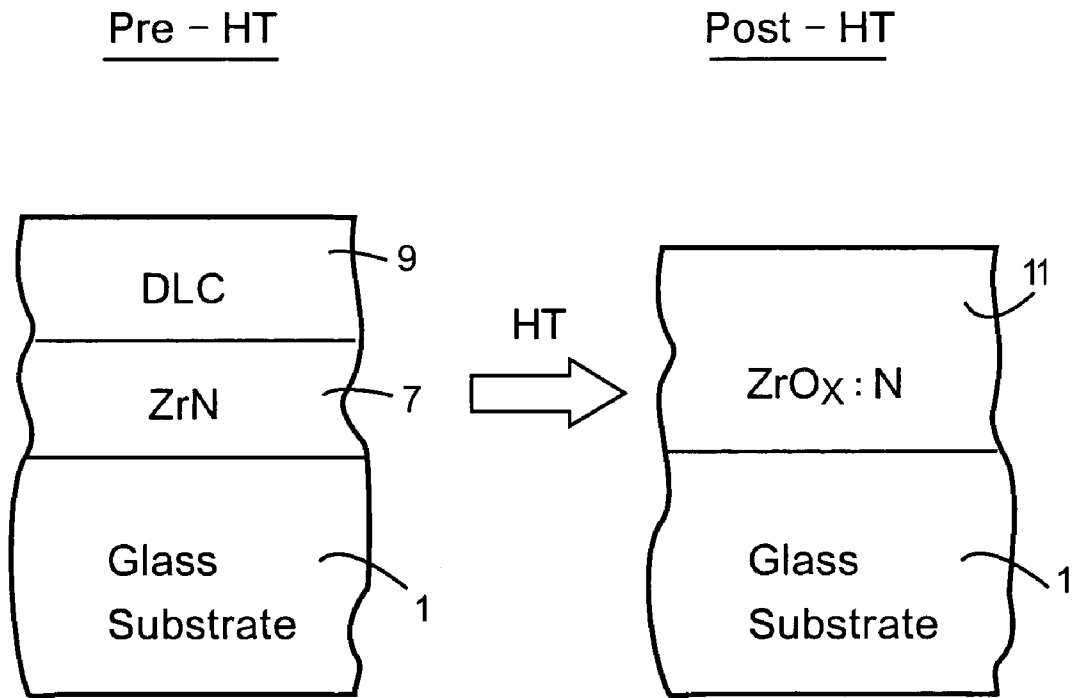 Pre – HT
Post – HT
DLC
9
ZrN
7
Glass
Substrate
1
HT
11
ZrOX : N
Glass
Substrate
1